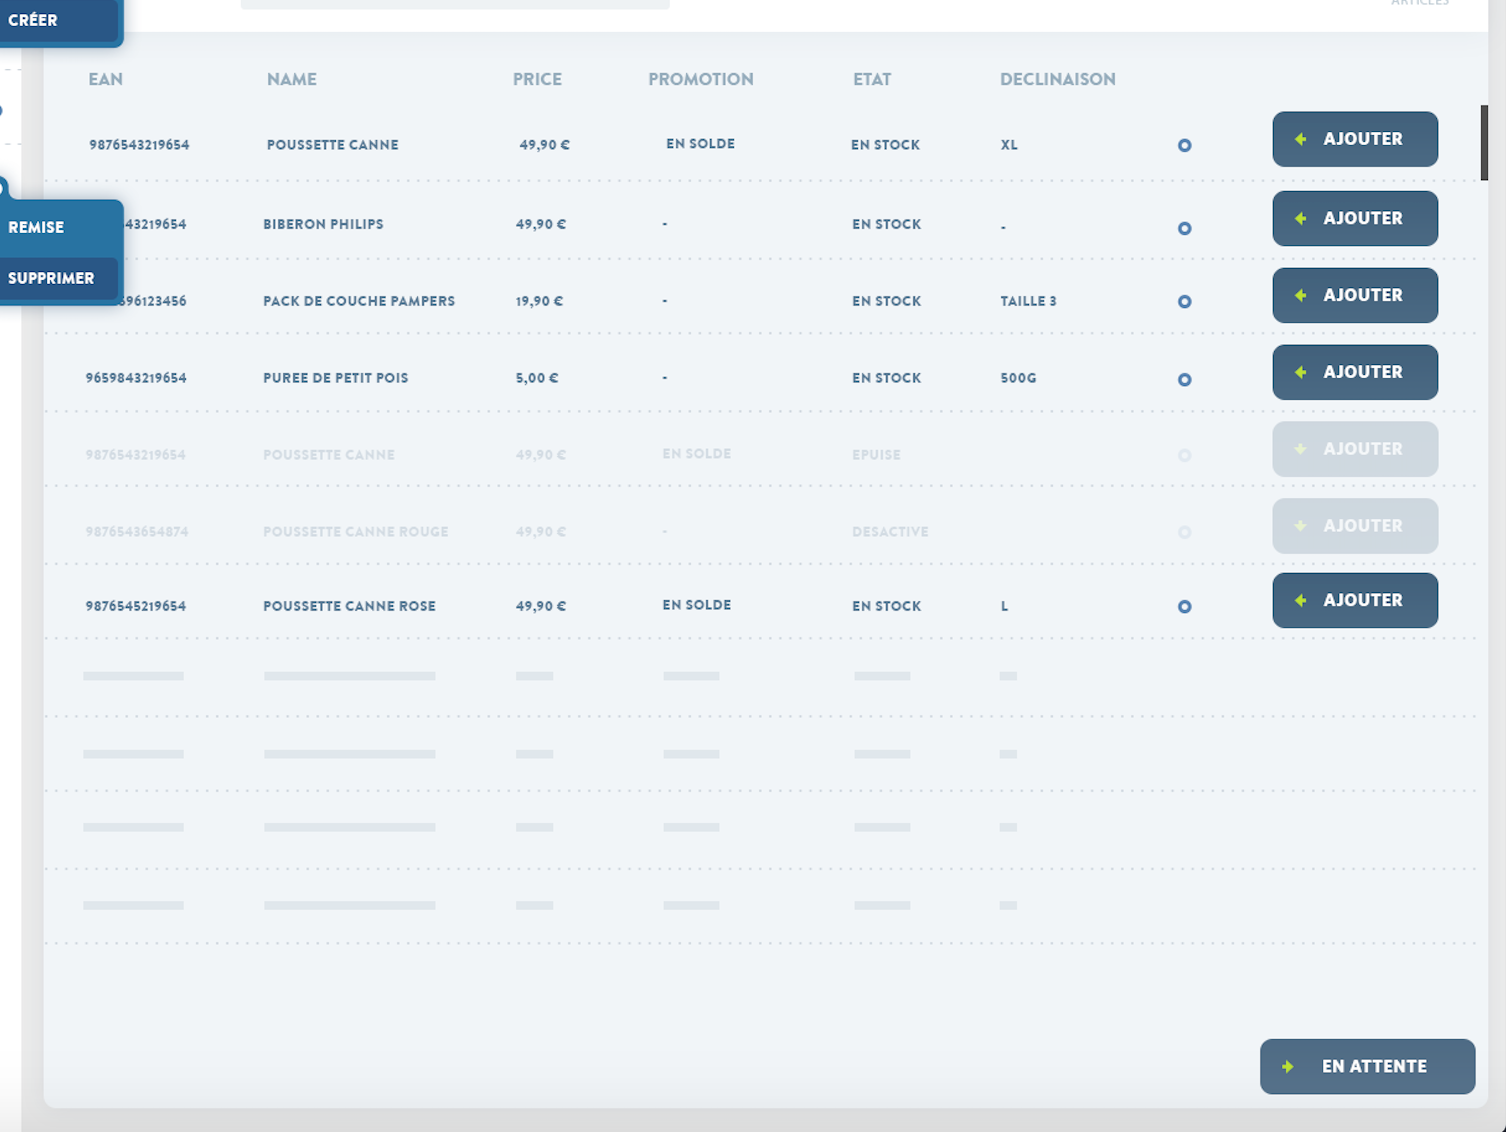 CRÉER
ARTICLES
EAN NAME PRICE PROMOTION ETAT DECLINAISON
9876543219654 POUSSETTE CANNE 49,90 € EN SOLDE EN STOCK XL AJOUTER
REMISE
43219654 BIBERON PHILIPS 49,90 € - EN STOCK - AJOUTER
SUPPRIMER
696123456 PACK DE COUCHE PAMPERS 19,90 € - EN STOCK TAILLE 3 AJOUTER
9659843219654 PUREE DE PETIT POIS 5,00 € - EN STOCK 500G AJOUTER
9876543219654 POUSSETTE CANNE 49,90 € EN SOLDE EPUISE AJOUTER
9876543654874 POUSSETTE CANNE ROUGE 49,90 € - DESACTIVE AJOUTER
9876545219654 POUSSETTE CANNE ROSE 49,90 € EN SOLDE EN STOCK L AJOUTER
EN ATTENTE